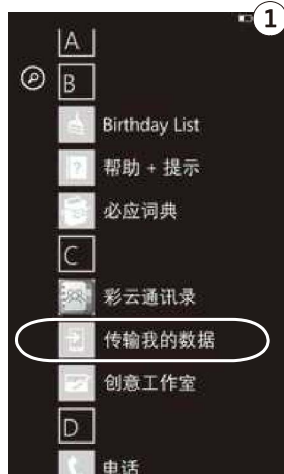 1
A
B
Birthday List
帮助 + 提示
必应词典
C
彩云通讯录
传输我的数据
创意工作室
D
电话